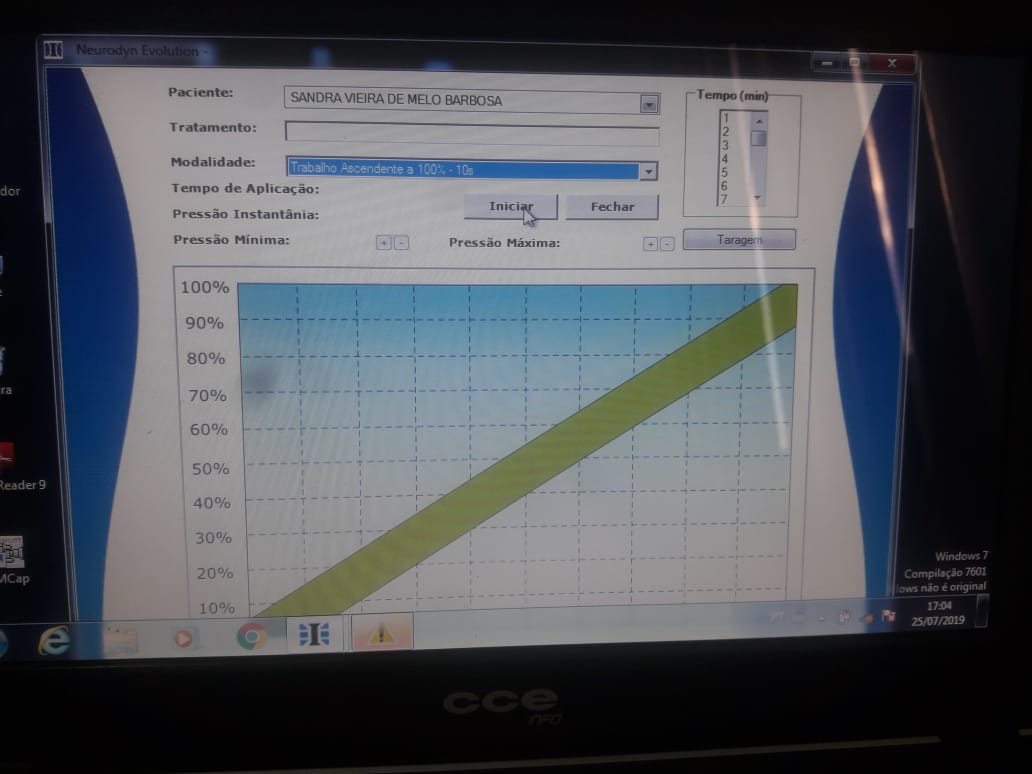 Neurodyn Evolution -
Paciente:
SANDRA VIEIRA DE MELO BARBOSA
Tratamento:
Modalidade:
Trabalho Ascendente a 100% - 10s
Tempo de Aplicação:
Pressão Instantânia:
Iniciar
Fechar
Pressão Mínima:
+ -
Pressão Máxima:
+ -
Tempo (min)
1
2
3
4
5
6
7
Taragem
100%
90%
80%
70%
60%
50%
40%
30%
20%
10%
dor
ra
Reader 9
MCap
Windows 7
Compilação 7601
ows não é original
PT
17:04
25/07/2019
cce
INFO